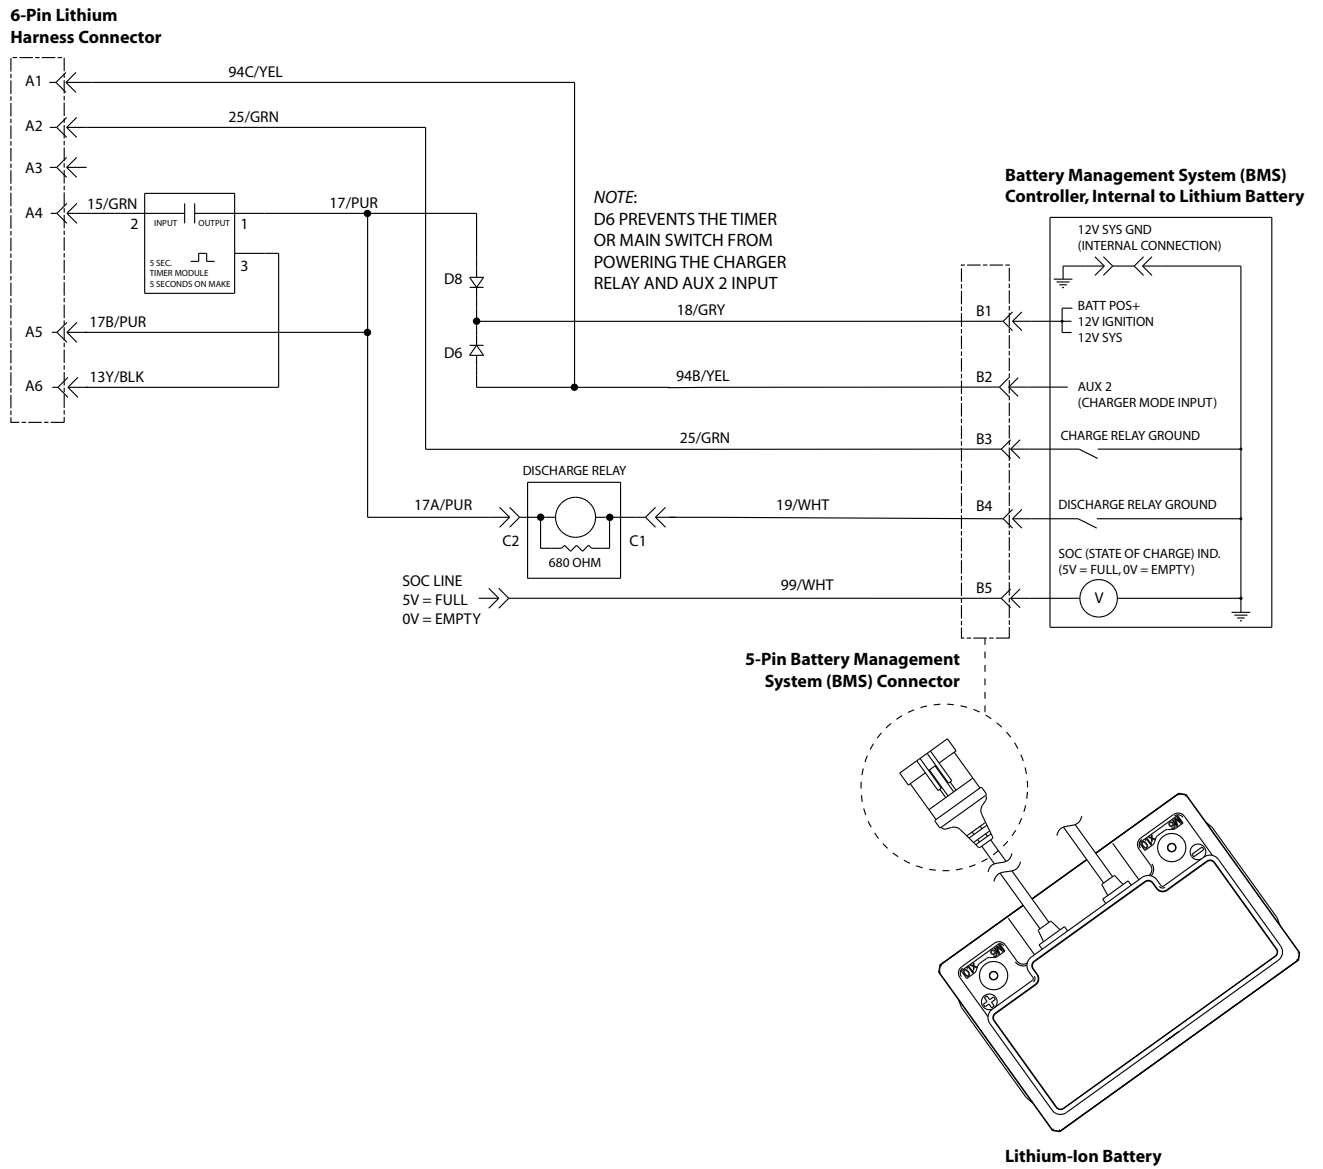 6-Pin Lithium
Harness Connector
A1
94C/YEL
A2
25/GRN
A3
A4
15/GRN
2
INPUT
OUTPUT
1
17/PUR
5 SEC.
TIMER MODULE
5 SECONDS ON MAKE
3
A5
17B/PUR
A6
13Y/BLK
NOTE:
D6 PREVENTS THE TIMER
OR MAIN SWITCH FROM
POWERING THE CHARGER
RELAY AND AUX 2 INPUT
D8
D6
18/GRY
94B/YEL
25/GRN
DISCHARGE RELAY
17A/PUR
C2
C1
680 OHM
19/WHT
SOC LINE
5V = FULL
0V = EMPTY
99/WHT
B1
B2
B3
B4
B5
Battery Management System (BMS)
Controller, Internal to Lithium Battery
12V SYS GND
(INTERNAL CONNECTION)
BATT POS+
12V IGNITION
12V SYS
AUX 2
(CHARGER MODE INPUT)
CHARGE RELAY GROUND
DISCHARGE RELAY GROUND
SOC (STATE OF CHARGE) IND.
(5V = FULL, 0V = EMPTY)
V
5-Pin Battery Management
System (BMS) Connector
Lithium-Ion Battery